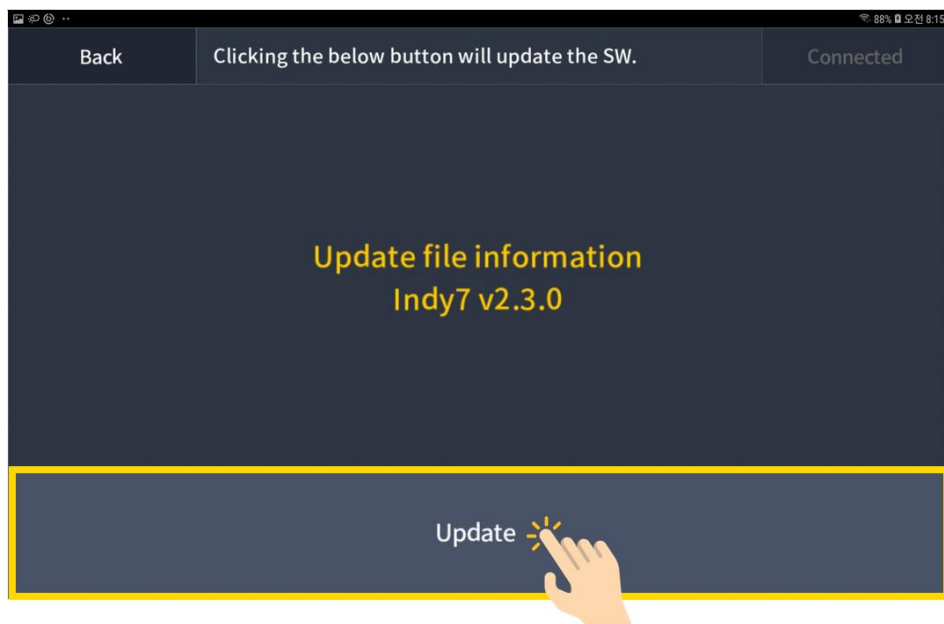 88% 오전 8:15
Back
Clicking the below button will update the SW.
Connected
Update file information
Indy7 v2.3.0
Update